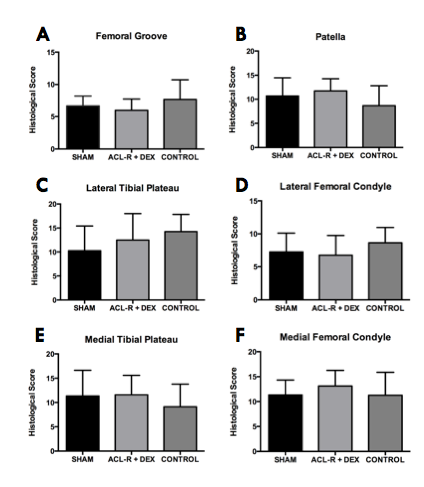 A
Femoral Groove
Histological Score
15
10
5
0
SHAM ACL-R + DEX CONTROL
B
Patella
Histological Score
20
15
10
5
0
SHAM ACL-R + DEX CONTROL
C
Lateral Tibial Plateau
Histological Score
20
15
10
5
0
SHAM ACL-R + DEX CONTROL
D
Lateral Femoral Condyle
Histological Score
15
10
5
0
SHAM ACL-R + DEX CONTROL
E
Medial Tibial Plateau
Histological Score
20
15
10
5
0
SHAM ACL-R + DEX CONTROL
F
Medial Femoral Condyle
Histological Score
20
15
10
5
0
SHAM ACL-R + DEX CONTROL